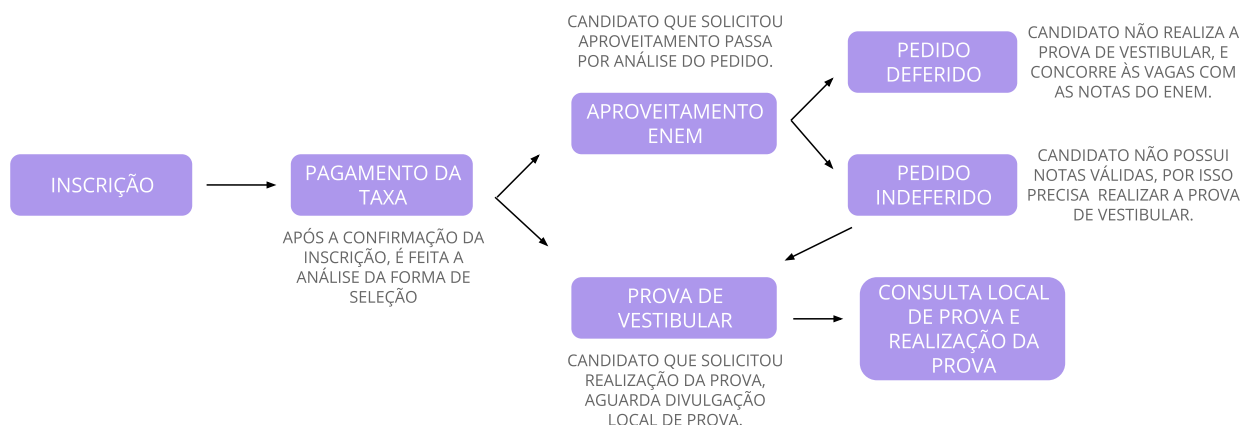 INSCRIÇÃO
PAGAMENTO DA
TAXA
APÓS A CONFIRMAÇÃO DA
INSCRIÇÃO, É FEITA A
ANÁLISE DA FORMA DE
SELEÇÃO
CANDIDATO QUE SOLICITOU
APROVEITAMENTO PASSA
POR ANÁLISE DO PEDIDO.
APROVEITAMENTO
ENEM
PEDIDO
DEFERIDO
CANDIDATO NÃO REALIZA A
PROVA DE VESTIBULAR, E
CONCORRE ÀS VAGAS COM
AS NOTAS DO ENEM.
PEDIDO
INDEFERIDO
CANDIDATO NÃO POSSUI
NOTAS VÁLIDAS, POR ISSO
PRECISA REALIZAR A PROVA
DE VESTIBULAR.
PROVA DE
VESTIBULAR
CANDIDATO QUE SOLICITOU
REALIZAÇÃO DA PROVA,
AGUARDA DIVULGAÇÃO
LOCAL DE PROVA.
CONSULTA LOCAL
DE PROVA E
REALIZAÇÃO DA
PROVA